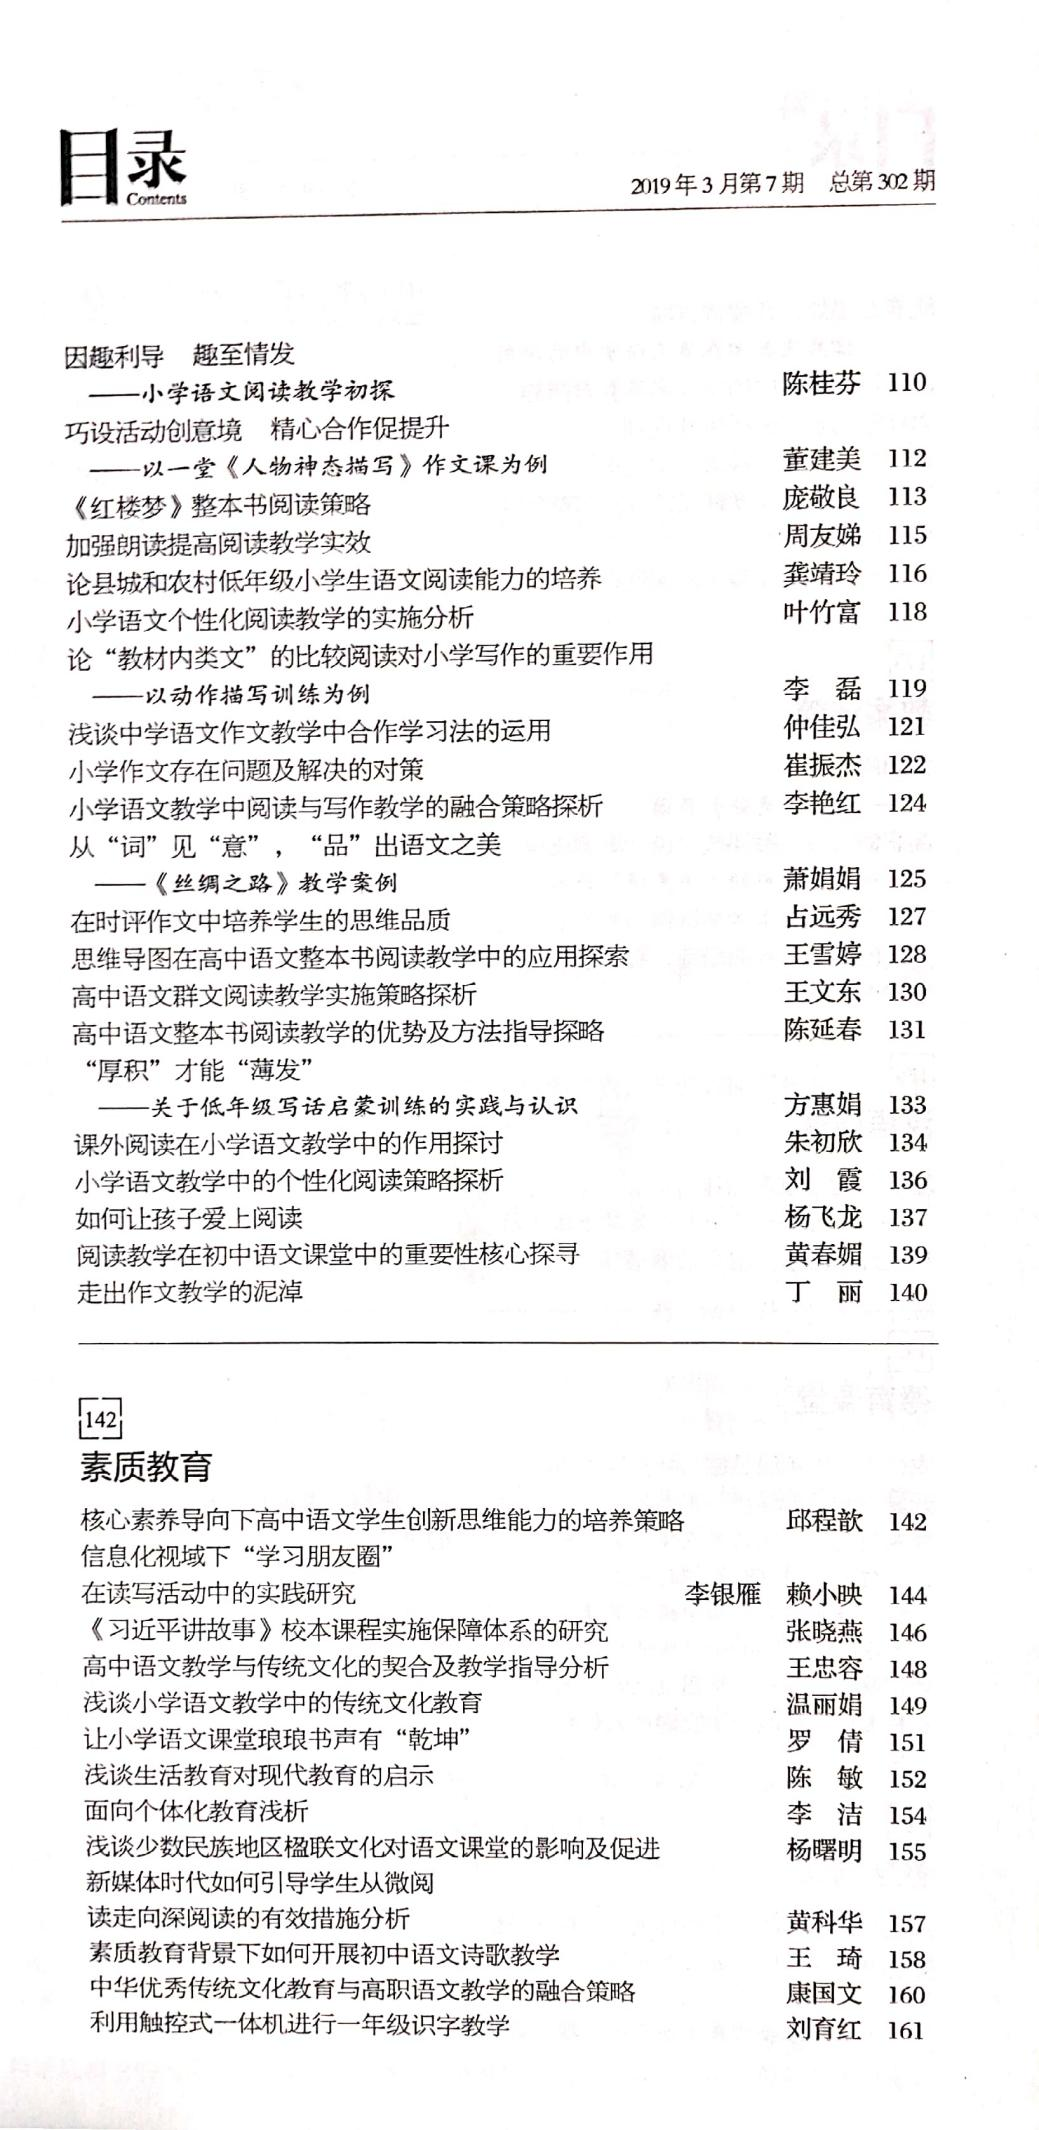 目录
Contents
2019年3月第7期 总第302期
因趣利导 趣至情发
——小学语文阅读教学初探 陈桂芬 110
巧设活动创意境 精心合作促提升
——以一堂《人物神态描写》作文课为例 董建美 112
《红楼梦》整本书阅读策略 庞敬良 113
加强朗读提高阅读教学实效 周友娣 115
论县城和农村低年级小学生语文阅读能力的培养 龚靖玲 116
小学语文个性化阅读教学的实施分析 叶竹富 118
论“教材内类文”的比较阅读对小学写作的重要作用
——以动作描写训练为例 李 磊 119
浅谈中学语文作文教学中合作学习法的运用 仲佳弘 121
小学作文存在问题及解决的对策 崔振杰 122
小学语文教学中阅读与写作教学的融合策略探析 李艳红 124
从“词”见“意”，“品”出语文之美
——《丝绸之路》教学案例 萧娟娟 125
在时评作文中培养学生的思维品质 占远秀 127
思维导图在高中语文整本书阅读教学中的应用探索 王雪婷 128
高中语文群文阅读教学实施策略探析 王文东 130
高中语文整本书阅读教学的优势及方法指导探略 陈延春 131
“厚积”才能“薄发”
——关于低年级写话启蒙训练的实践与认识 方惠娟 133
课外阅读在小学语文教学中的作用探讨 朱初欣 134
小学语文教学中的个性化阅读策略探析 刘 霞 136
如何让孩子爱上阅读 杨飞龙 137
阅读教学在初中语文课堂中的重要性核心探寻 黄春媚 139
走出作文教学的泥淖 丁 丽 140
142
素质教育
核心素养导向下高中语文学生创新思维能力的培养策略 邱程歆 142
信息化视域下“学习朋友圈”
在读写活动中的实践研究 李银雁 赖小映 144
《习近平讲故事》校本课程实施保障体系的研究 张晓燕 146
高中语文教学与传统文化的契合及教学指导分析 王忠容 148
浅谈小学语文教学中的传统文化教育 温丽娟 149
让小学语文课堂琅琅书声有“乾坤” 罗 倩 151
浅谈生活教育对现代教育的启示 陈 敏 152
面向个体化教育浅析 李 洁 154
浅谈少数民族地区楹联文化对语文课堂的影响及促进 杨曙明 155
新媒体时代如何引导学生从微阅
读走向深阅读的有效措施分析 黄科华 157
素质教育背景下如何开展初中语文诗歌教学 王 琦 158
中华优秀传统文化教育与高职语文教学的融合策略 康国文 160
利用触控式一体机进行一年级识字教学 刘育红 161